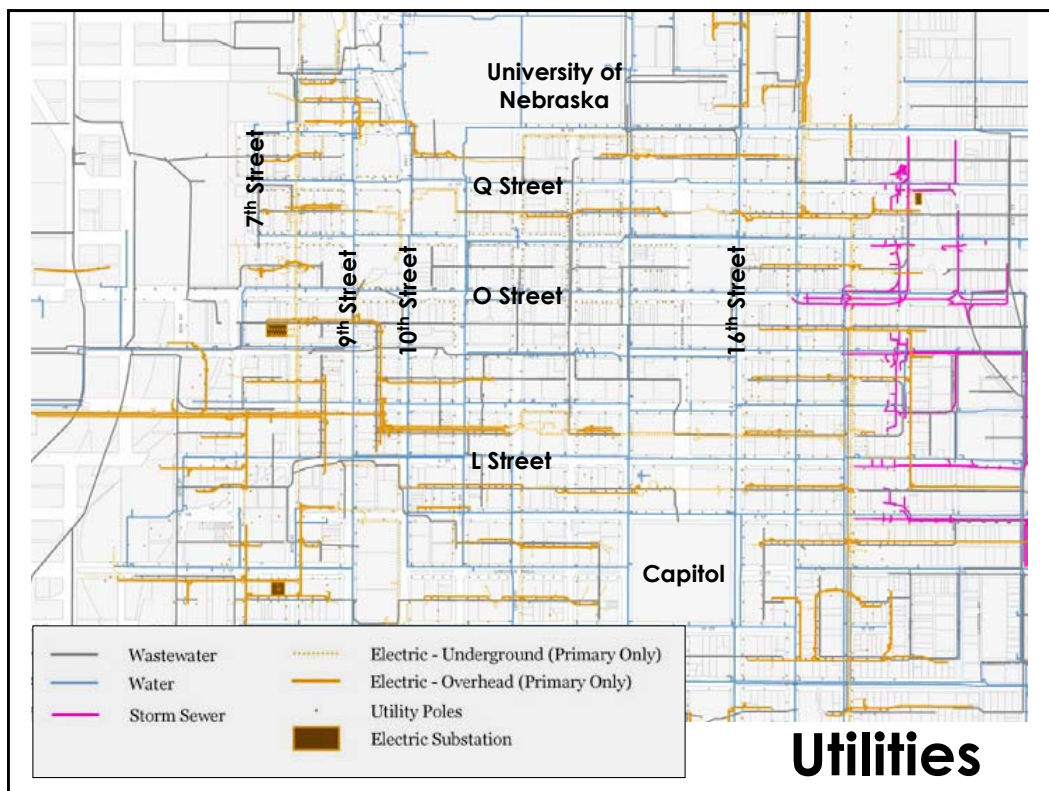 University of
Nebraska
7th Street
Q Street
9th Street
10th Street
O Street
16th Street
L Street
Capitol
Wastewater
Water
Storm Sewer
Electric - Underground (Primary Only)
Electric - Overhead (Primary Only)
Utility Poles
Electric Substation
Utilities